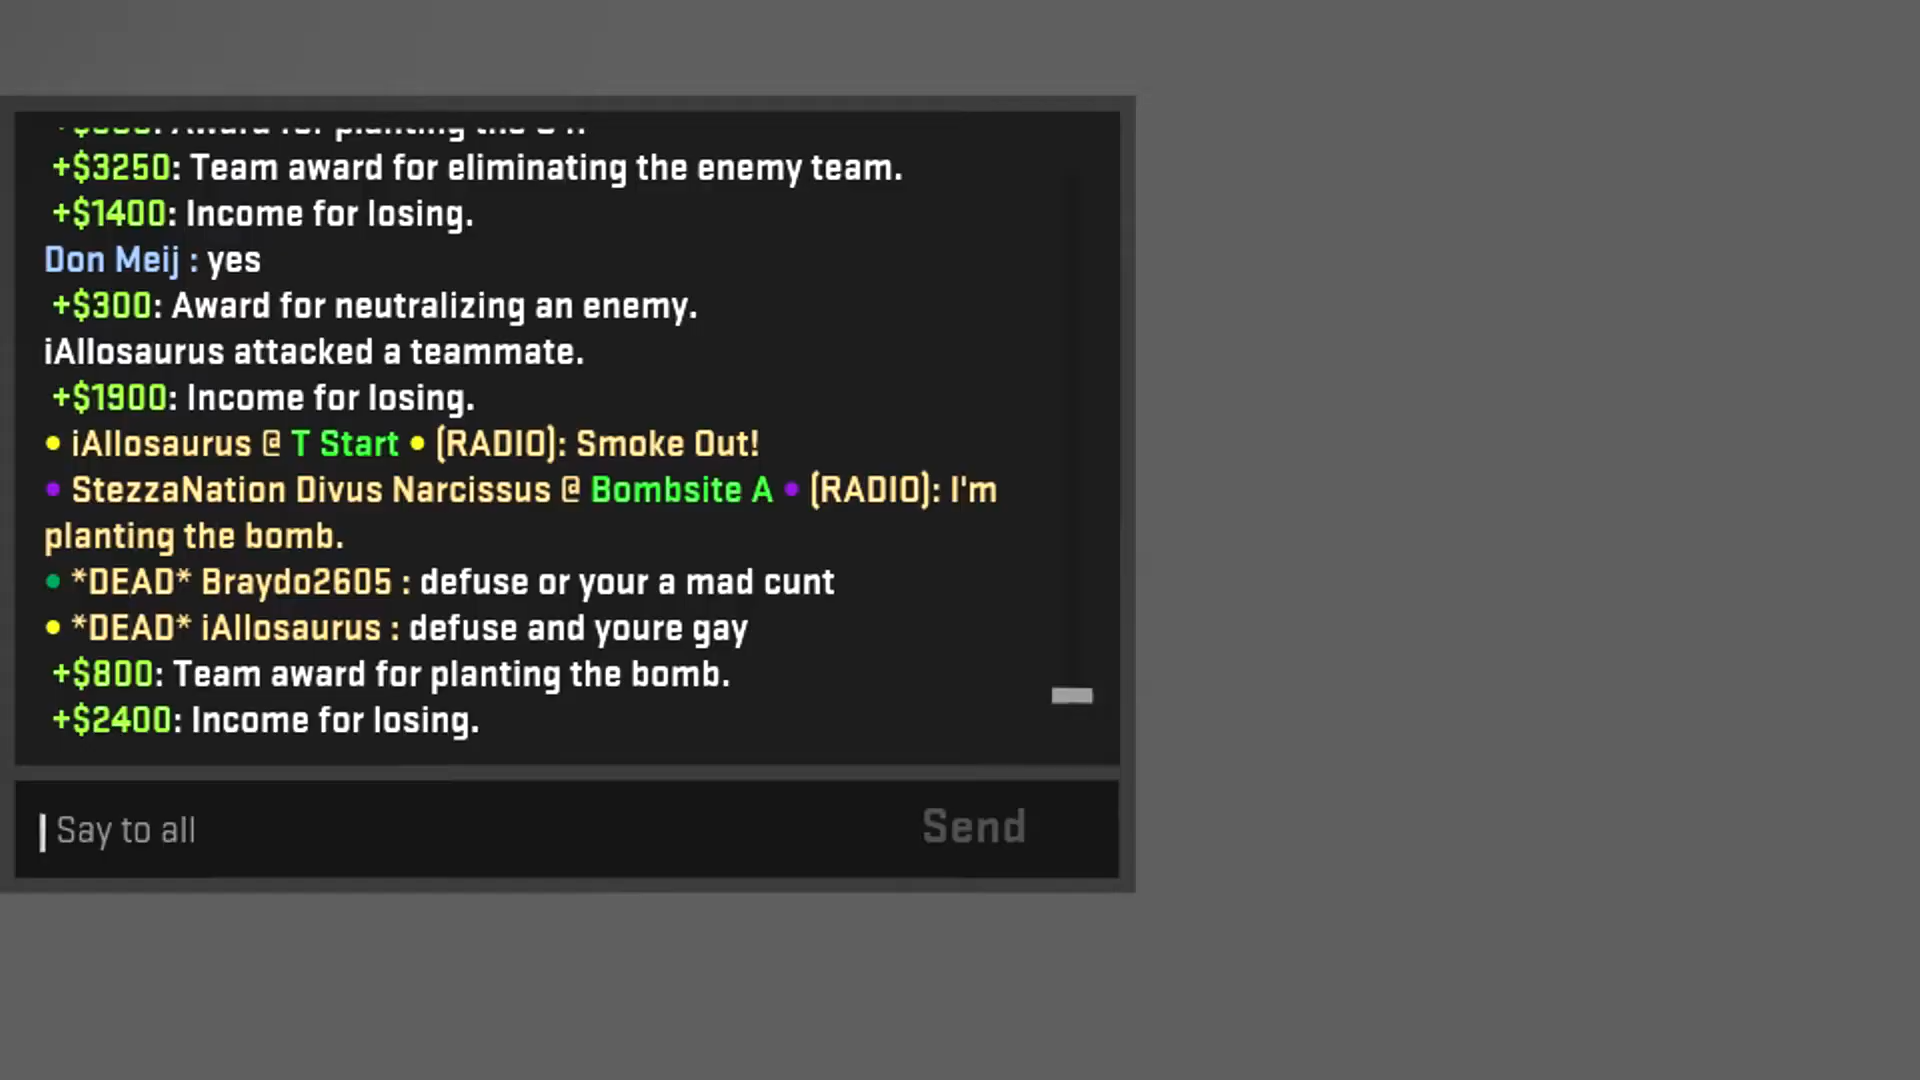 +$3250: Team award for eliminating the enemy team.
+$1400: Income for losing.
Don Meij : yes
+$300: Award for neutralizing an enemy.
iAllosaurus attacked a teammate.
+$1900: Income for losing.
• iAllosaurus @ T Start • (RADIO): Smoke Out!
• StezzaNation Divus Narcissus @ Bombsite A • (RADIO): I'm
planting the bomb.
• *DEAD* Braydo2605 : defuse or your a mad cunt
• *DEAD* iAllosaurus : defuse and youre gay
+$800: Team award for planting the bomb.
+$2400: Income for losing.
Say to all
Send